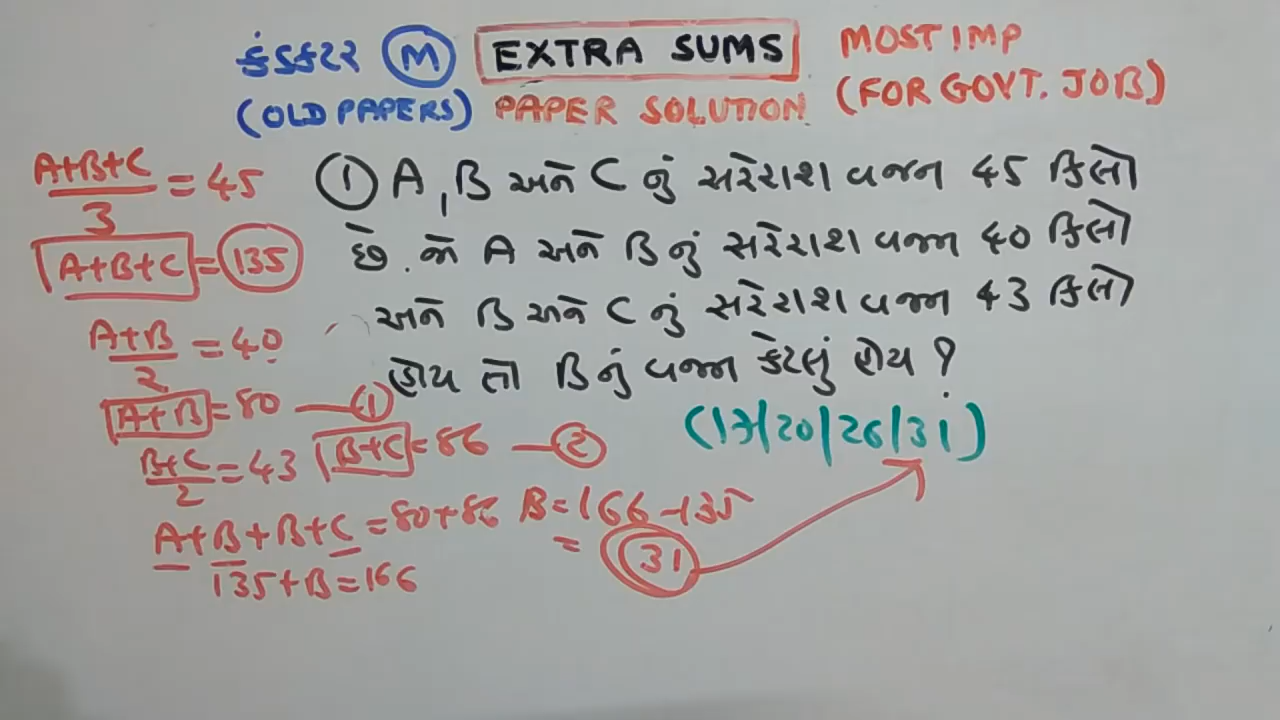 કંડકટર (M) EXTRA SUMS MOST IMP
(OLD PAPERS) PAPER SOLUTION (FOR GOVT. JOB)
① A, B અને C નું સરેરાશ વજન 45 કિલો
છે. જો A અને B નું સરેરાશ વજન 40 કિલો
અને B અને C નું સરેરાશ વજન 43 કિલો
હોય તો B નું વજન કેટલું હોય ?
(17/20/26/31)
A+B+C
3
= 45
A+B+C = 135
A+B
2
= 40
A+B = 80 — ①
B+C
2
= 43
B+C = 86 — ②
A+B+B+C = 80+86
135+B = 166
B = 166-135
= 31